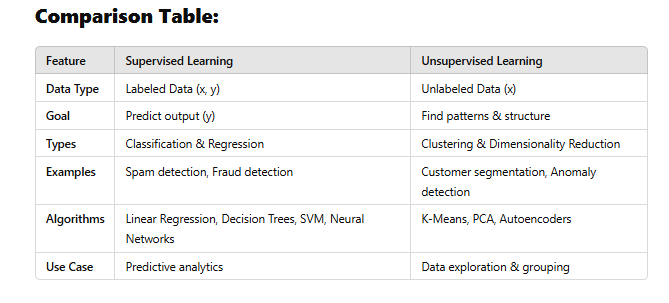 Comparison Table:
Feature Supervised Learning Unsupervised Learning
Data Type Labeled Data (x, y) Unlabeled Data (x)
Goal Predict output (y) Find patterns & structure
Types Classification & Regression Clustering & Dimensionality Reduction
Examples Spam detection, Fraud detection Customer segmentation, Anomaly
detection
Algorithms Linear Regression, Decision Trees, SVM, Neural K-Means, PCA, Autoencoders
Networks
Use Case Predictive analytics Data exploration & grouping